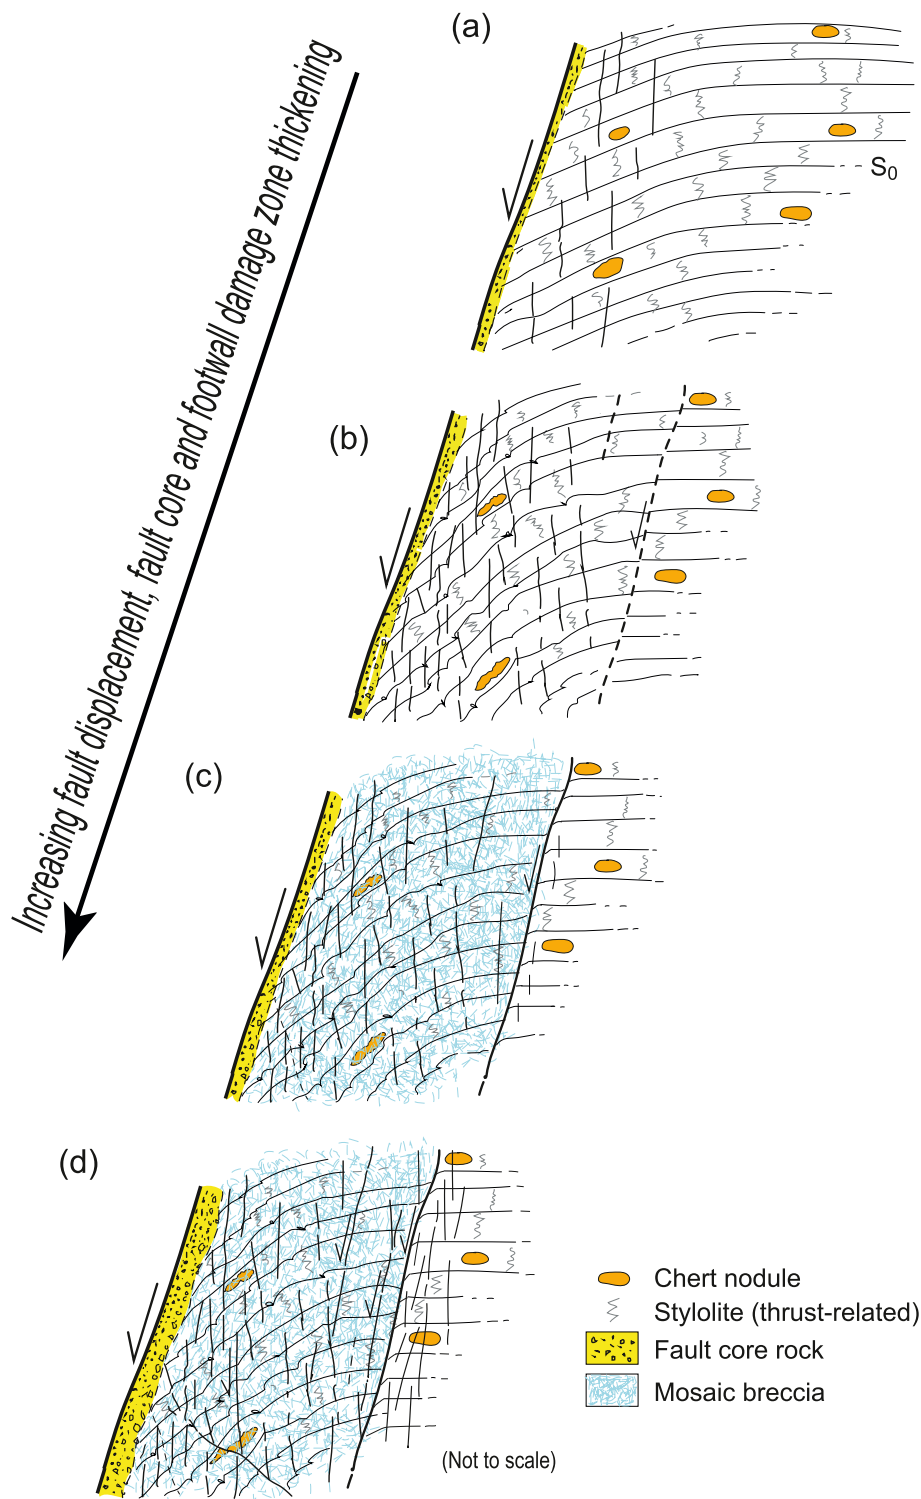 (a)
Increasing fault displacement, fault core and footwall damage zone thickening
S0
(b)
(c)
(d)
Chert nodule
Stylolite (thrust-related)
Fault core rock
Mosaic breccia
(Not to scale)